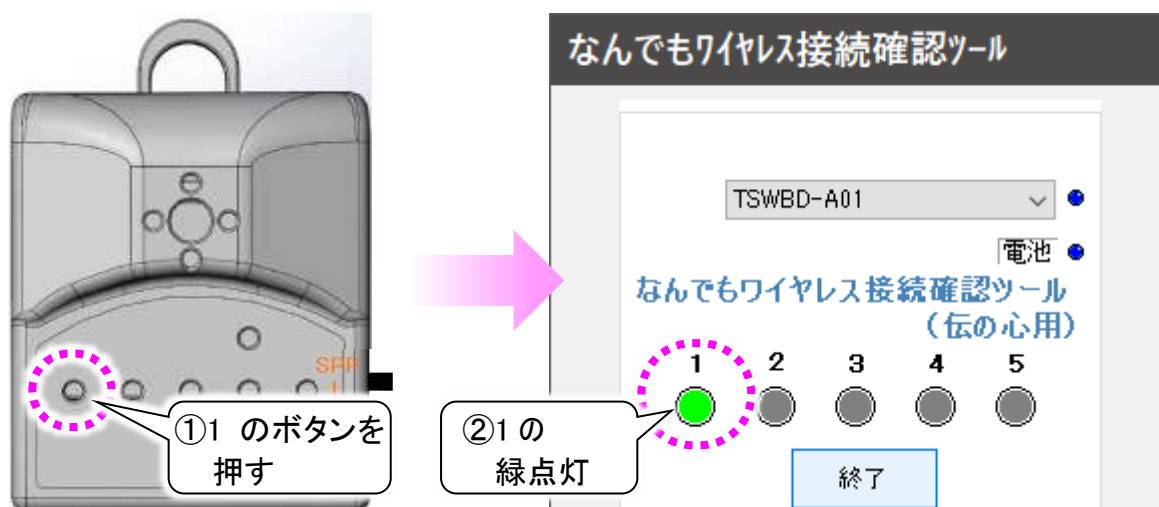 なんでもワイヤレス接続確認ツール
TSWBD-A01
電池
なんでもワイヤレス接続確認ツール
（伝の心用）
1 2 3 4 5
SPP
①1 のボタンを
押す
②1の
緑点灯
終了